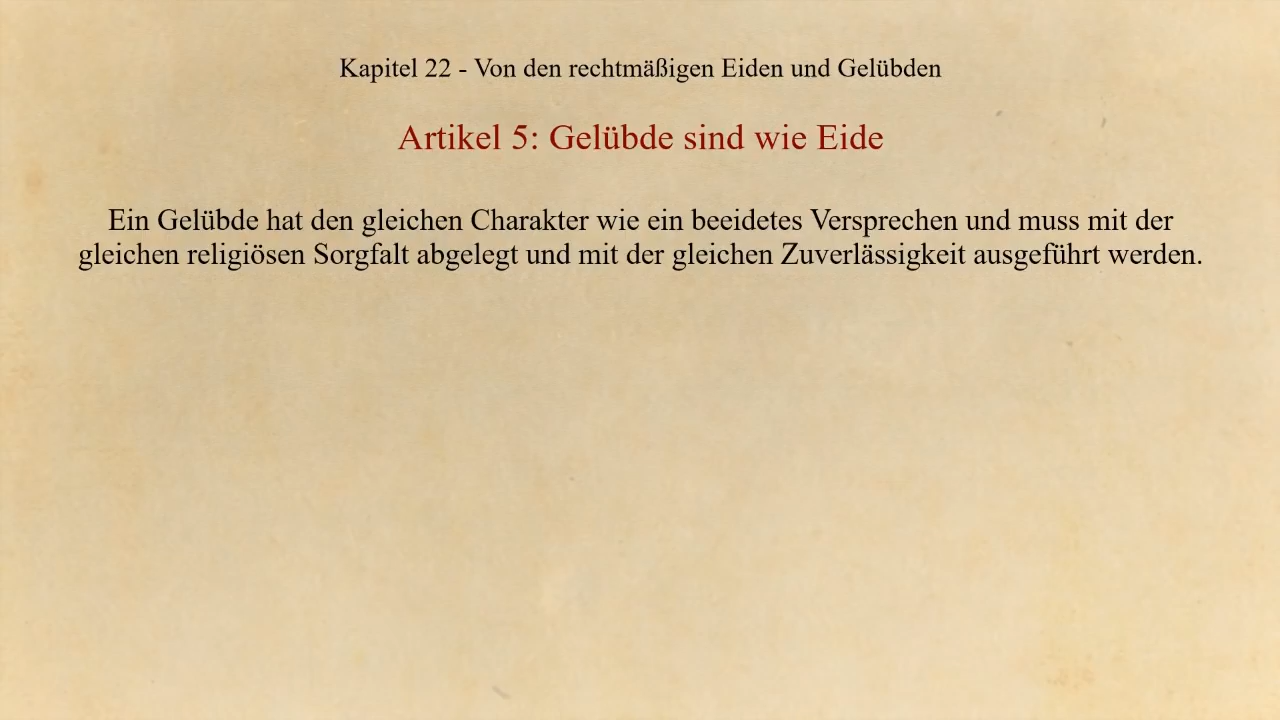 Kapitel 22 - Von den rechtmäßigen Eiden und Gelübden
Artikel 5: Gelübde sind wie Eide
Ein Gelübde hat den gleichen Charakter wie ein beeidetes Versprechen und muss mit der
gleichen religiösen Sorgfalt abgelegt und mit der gleichen Zuverlässigkeit ausgeführt werden.